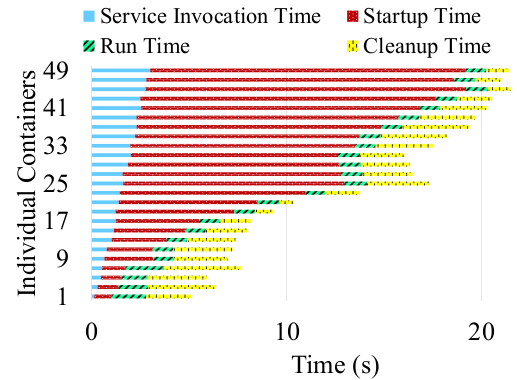 Service Invocation Time Startup Time
Run Time Cleanup Time
Individual Containers
49
41
33
25
17
9
1
0 10 20
Time (s)